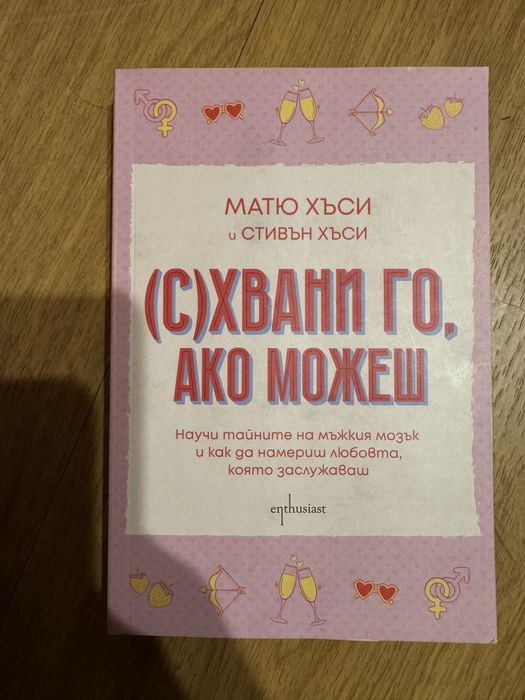 МАТЮ ХЪСИ
и СТИВЪН ХЪСИ
(С)ХВАНИ ГО,
АКО МОЖЕШ
Научи тайните на мъжкия мозък
и как да намериш любовта,
която заслужаваш
enthusiast